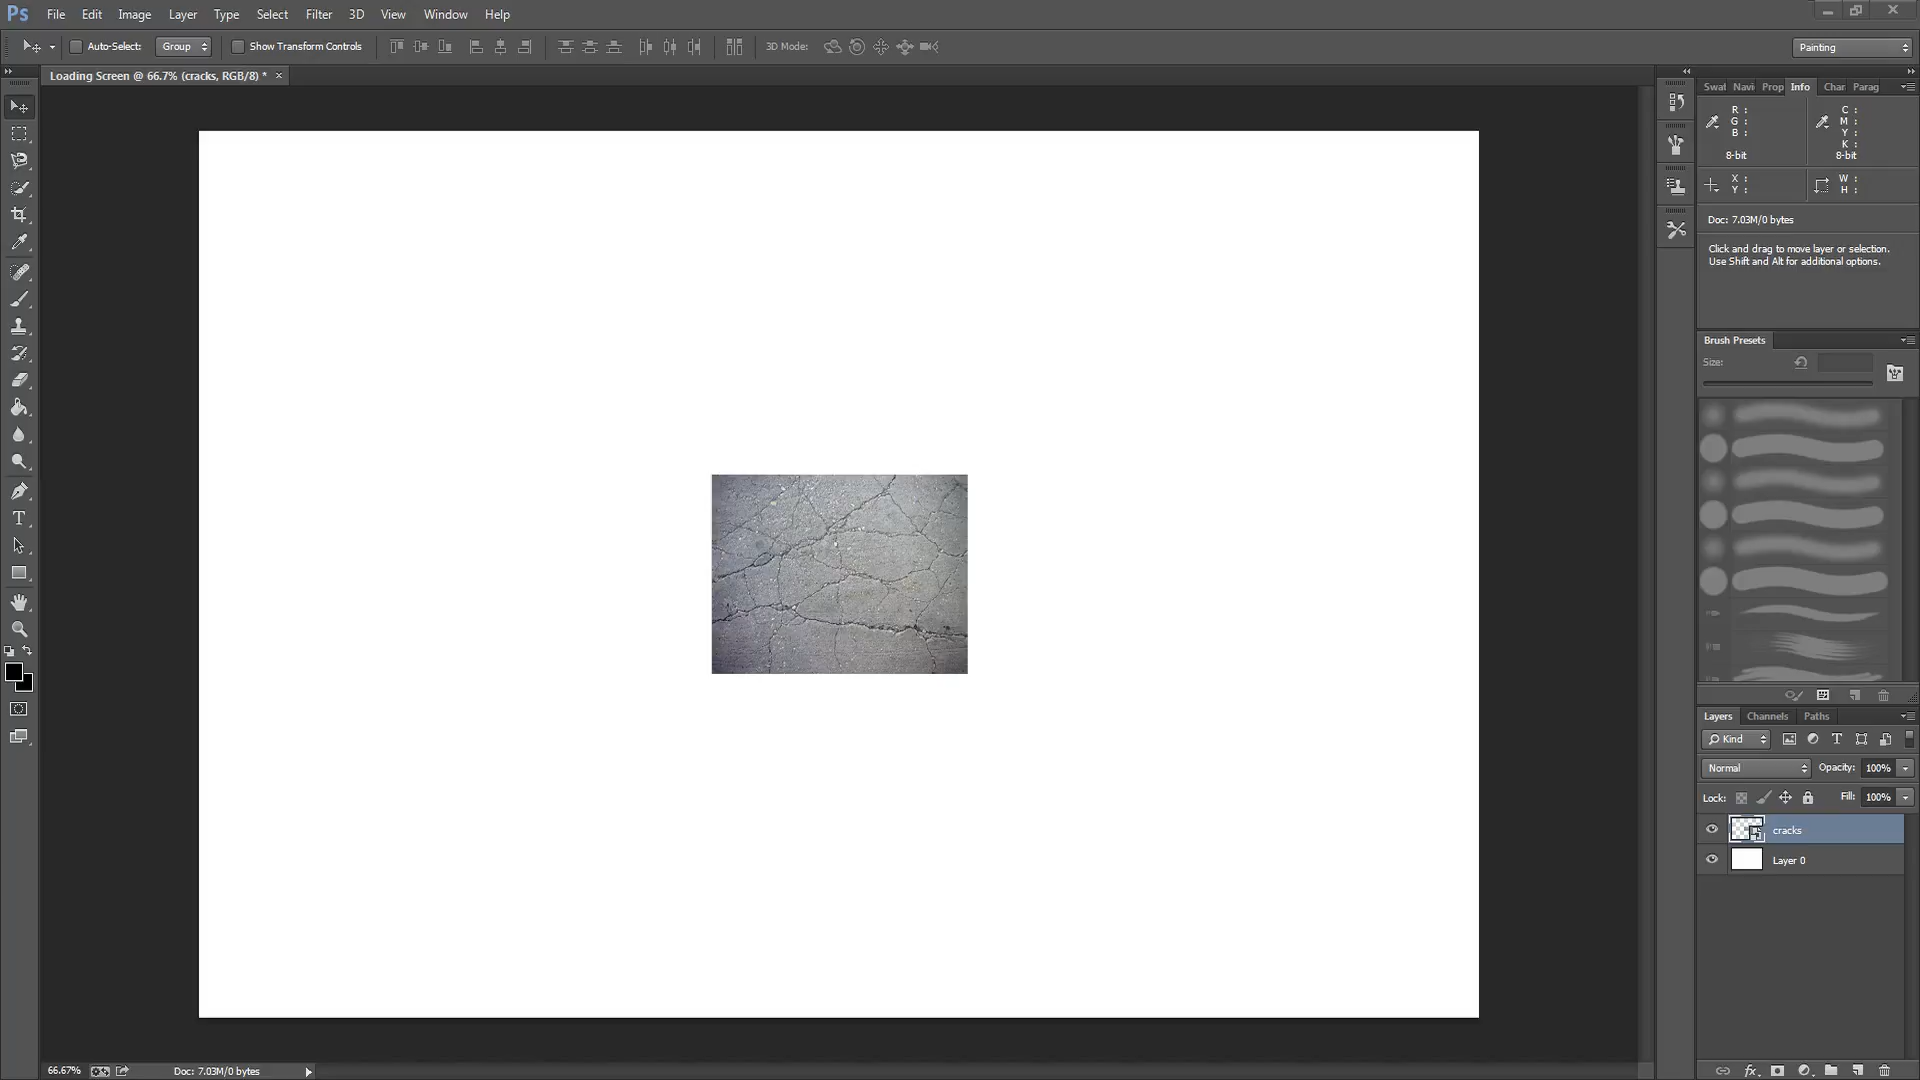 Ps File Edit Image Layer Type Select Filter 3D View Window Help
Auto-Select: Group Show Transform Controls 3D Mode: Painting
Loading Screen @ 66.7% (cracks, RGB/8) * ×
Swat Navi Prop Info Char Parag
R : C :
G : M :
B : Y :
K :
8-bit 8-bit
X : W :
Y : H :
Doc: 7.03M/0 bytes
Click and drag to move layer or selection.
Use Shift and Alt for additional options.
Brush Presets
Size:
T
Layers Channels Paths
Kind T
Normal Opacity: 100%
Lock: Fill: 100%
cracks
Layer 0
66.67% Doc: 7.03M/0 bytes fx.